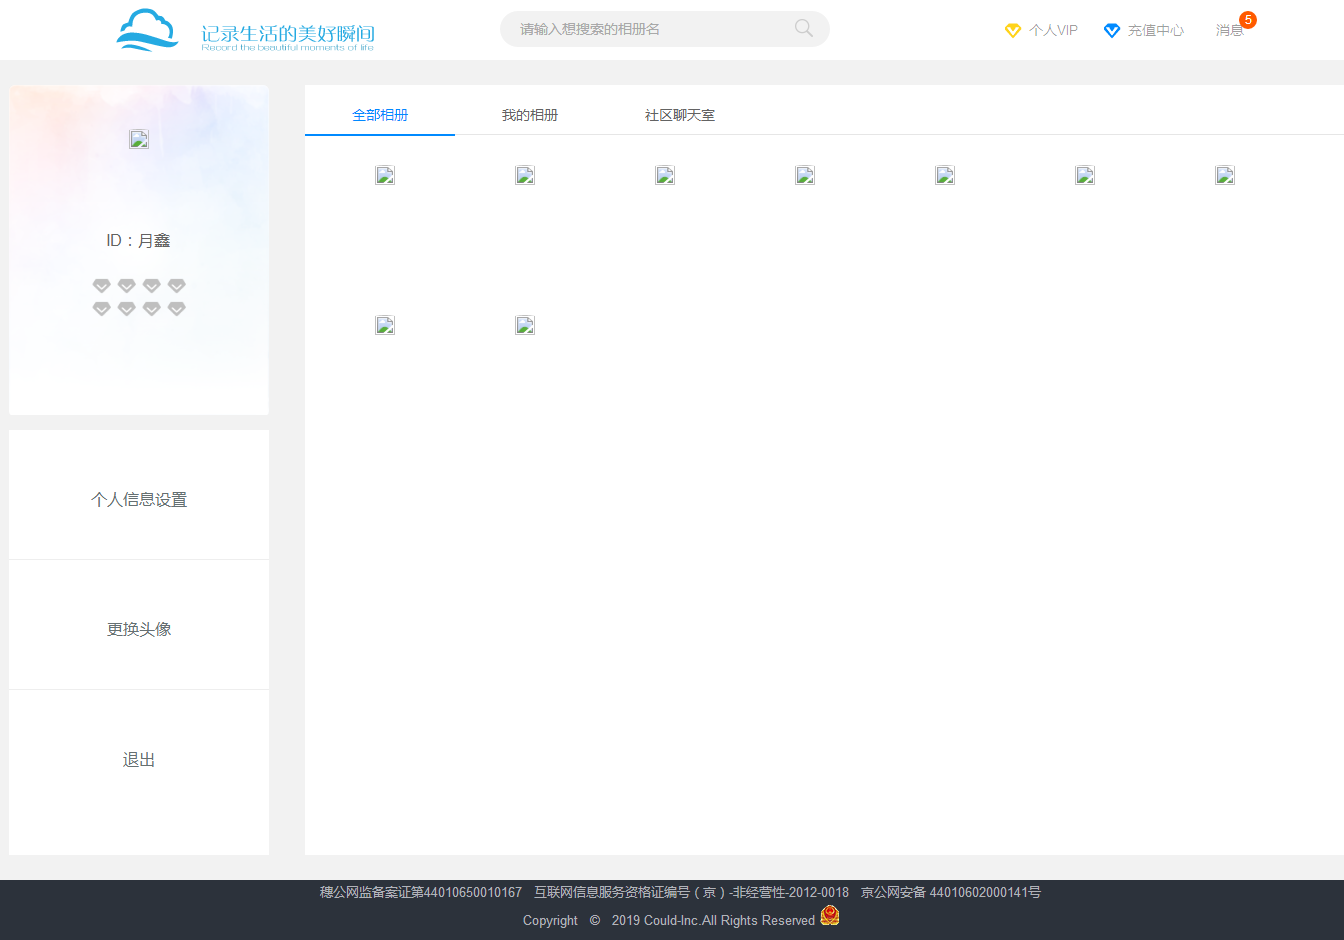 记录生活的美好瞬间
Record the beautiful moments of life
请输入想搜索的相册名
个人VIP
充值中心
消息
5
ID：月鑫
个人信息设置
更换头像
退出
全部相册
我的相册
社区聊天室
穗公网监备案证第44010650010167 互联网信息服务资格证编号（京）-非经营性-2012-0018 京公网安备 44010602000141号
Copyright © 2019 Could-Inc.All Rights Reserved